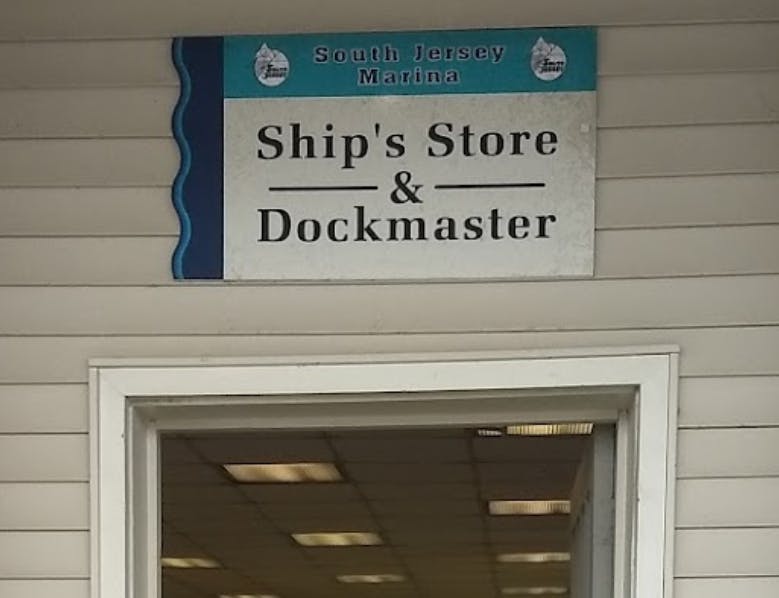 South Jersey
Marina
Ship's Store
&
Dockmaster